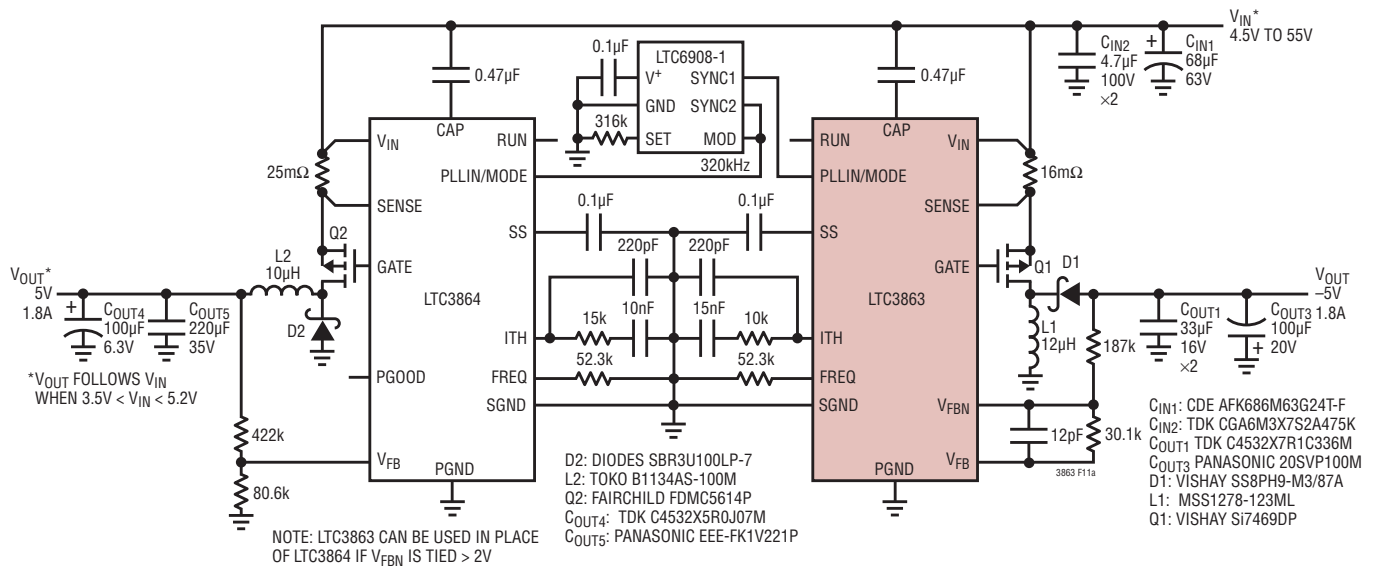 V_IN*
4.5V TO 55V
C_IN2
4.7µF
100V
×2
C_IN1
68µF
63V
+
0.47µF
0.1µF
LTC6908-1
V+
SYNC1
GND
SYNC2
SET
MOD
316k
320kHz
0.47µF
CAP
V_IN
RUN
PLLIN/MODE
SENSE
SS
GATE
LTC3864
ITH
PGOOD
FREQ
SGND
V_FB
PGND
25mΩ
Q2
L2
10µH
D2
V_OUT*
5V
1.8A
+
C_OUT4
100µF
6.3V
C_OUT5
220µF
35V
*V_OUT FOLLOWS V_IN
WHEN 3.5V < V_IN < 5.2V
422k
80.6k
0.1µF
0.1µF
220pF
220pF
10nF
15nF
15k
10k
52.3k
52.3k
CAP
RUN
V_IN
PLLIN/MODE
SENSE
SS
GATE
LTC3863
ITH
FREQ
SGND
V_FBN
V_FB
PGND
16mΩ
Q1
D1
L1
12µH
187k
12pF
30.1k
3863 F11a
V_OUT
–5V
1.8A
C_OUT1
33µF
16V
×2
C_OUT3
100µF
20V
+
NOTE: LTC3863 CAN BE USED IN PLACE
OF LTC3864 IF V_FBN IS TIED > 2V
D2: DIODES SBR3U100LP-7
L2: TOKO B1134AS-100M
Q2: FAIRCHILD FDMC5614P
C_OUT4: TDK C4532X5R0J07M
C_OUT5: PANASONIC EEE-FK1V221P
C_IN1: CDE AFK686M63G24T-F
C_IN2: TDK CGA6M3X7S2A475K
C_OUT1 TDK C4532X7R1C336M
C_OUT3 PANASONIC 20SVP100M
D1: VISHAY SS8PH9-M3/87A
L1: MSS1278-123ML
Q1: VISHAY Si7469DP